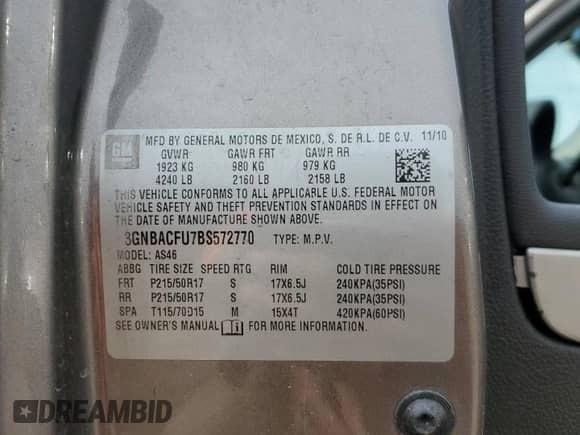 GM
MFD BY GENERAL MOTORS DE MEXICO, S. DE R.L. DE C.V. 11/10
GVWR GAWR FRT GAWR RR
1923 KG 980 KG 979 KG
4240 LB 2160 LB 2158 LB
THIS VEHICLE CONFORMS TO ALL APPLICABLE U.S. FEDERAL MOTOR
VEHICLE SAFETY AND THEFT PREVENTION STANDARDS IN EFFECT ON
THE DATE OF MANUFACTURE SHOWN ABOVE.
3GNBACFU7BS572770 TYPE: M.P.V.
MODEL: AS46
ABBG TIRE SIZE SPEED RTG RIM COLD TIRE PRESSURE
FRT P215/50R17 S 17X6.5J 240KPA(35PSI)
RR P215/50R17 S 17X6.5J 240KPA(35PSI)
SPA T115/70D15 M 15X4T 420KPA(60PSI)
SEE OWNER'S MANUAL FOR MORE INFORMATION.
DREAMBID